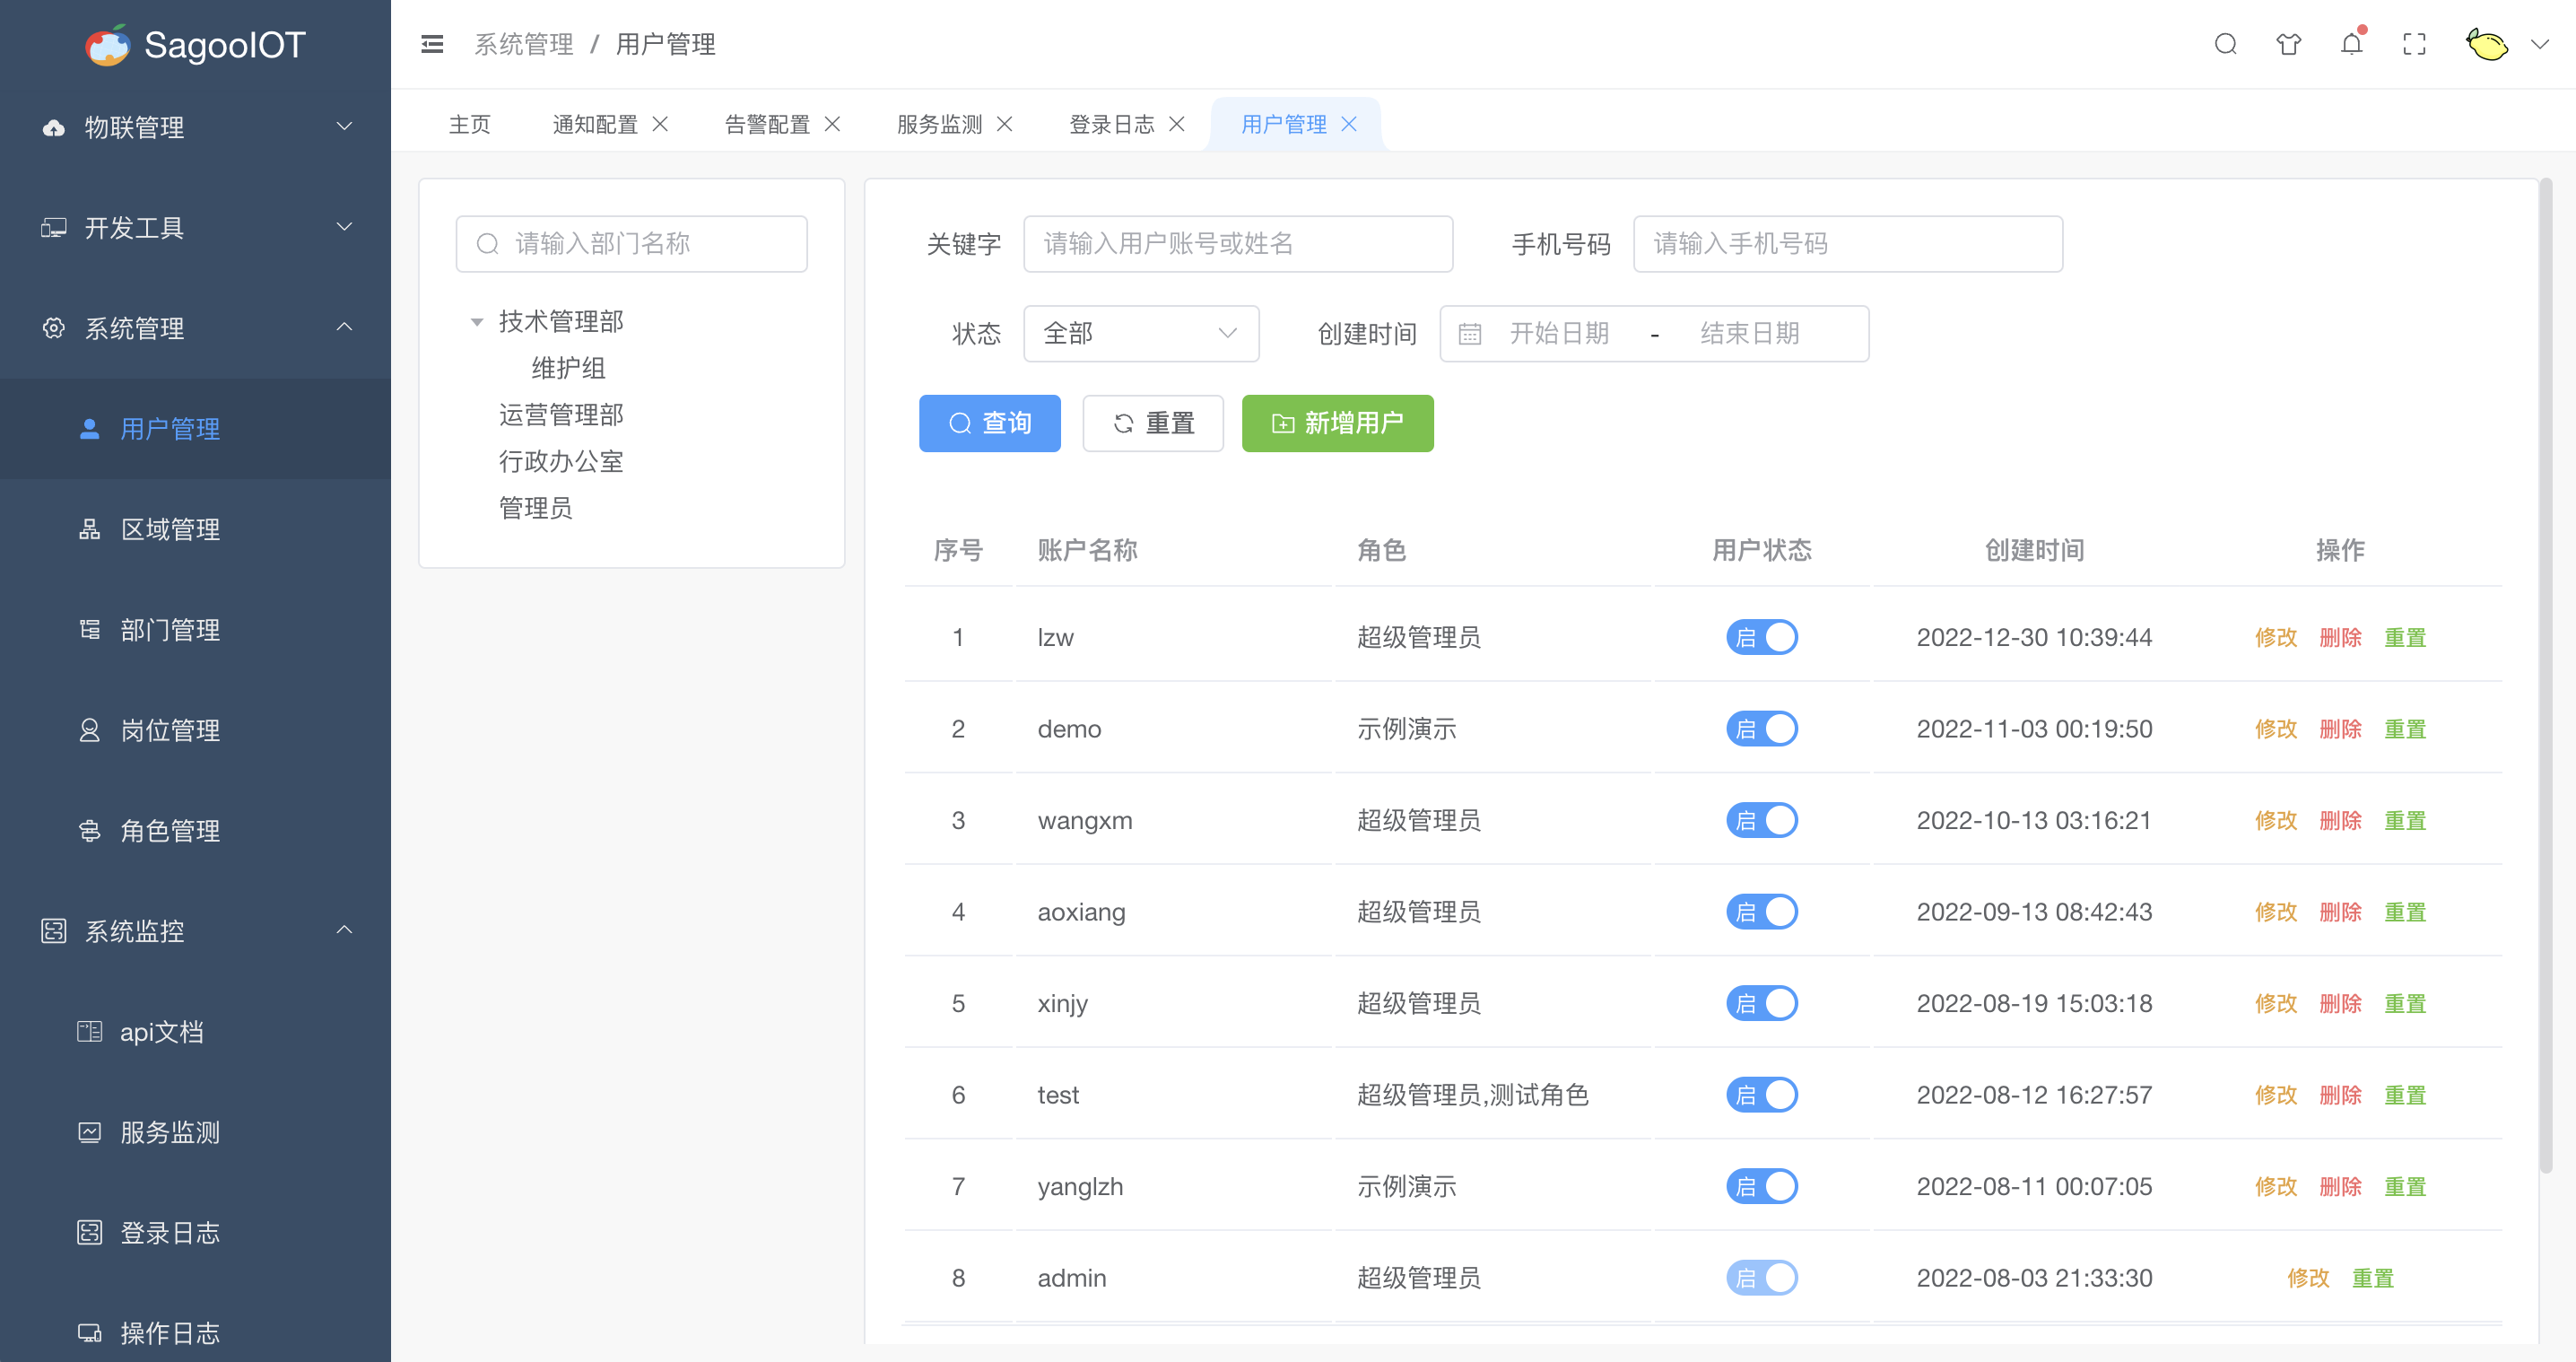 SagooIOT
物联管理
开发工具
系统管理
用户管理
区域管理
部门管理
岗位管理
角色管理
系统监控
api文档
服务监测
登录日志
操作日志
系统管理 / 用户管理
主页 通知配置 告警配置 服务监测 登录日志 用户管理
请输入部门名称
技术管理部
维护组
运营管理部
行政办公室
管理员
关键字 请输入用户账号或姓名 手机号码 请输入手机号码
状态 全部 创建时间 开始日期 - 结束日期
查询 重置 新增用户
序号 账户名称 角色 用户状态 创建时间 操作
1 lzw 超级管理员 启 2022-12-30 10:39:44 修改 删除 重置
2 demo 示例演示 启 2022-11-03 00:19:50 修改 删除 重置
3 wangxm 超级管理员 启 2022-10-13 03:16:21 修改 删除 重置
4 aoxiang 超级管理员 启 2022-09-13 08:42:43 修改 删除 重置
5 xinjy 超级管理员 启 2022-08-19 15:03:18 修改 删除 重置
6 test 超级管理员,测试角色 启 2022-08-12 16:27:57 修改 删除 重置
7 yanglzh 示例演示 启 2022-08-11 00:07:05 修改 删除 重置
8 admin 超级管理员 启 2022-08-03 21:33:30 修改 重置